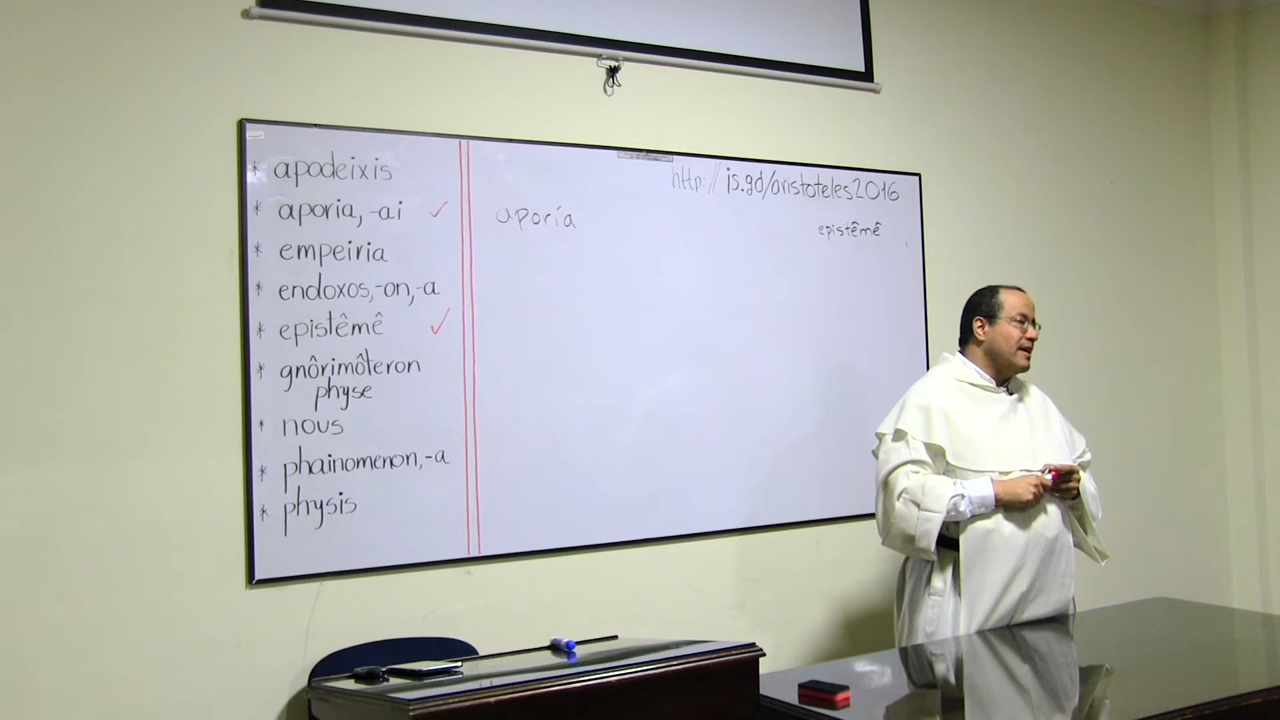 * apodeixis
* aporia, -ai ✓
* empeiria
* endoxos,-on,-a
* epistêmê ✓
* gnôrimôteron
physe
* nous
* phainomenon,-a
* physis
http://is.gd/aristoteles2016
aporía
epistêmê